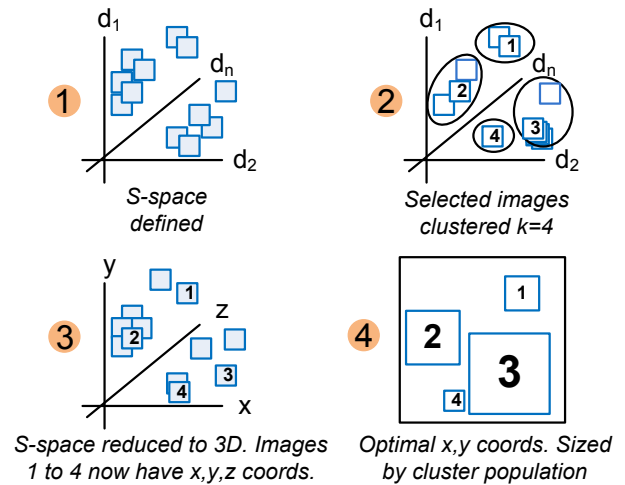 d1
dn
1
d2
S-space
defined
d1
1
dn
2
2
3
4
d2
Selected images
clustered k=4
y
z
1
3
2
3
4
x
S-space reduced to 3D. Images
1 to 4 now have x,y,z coords.
1
4
2
3
4
Optimal x,y coords. Sized
by cluster population